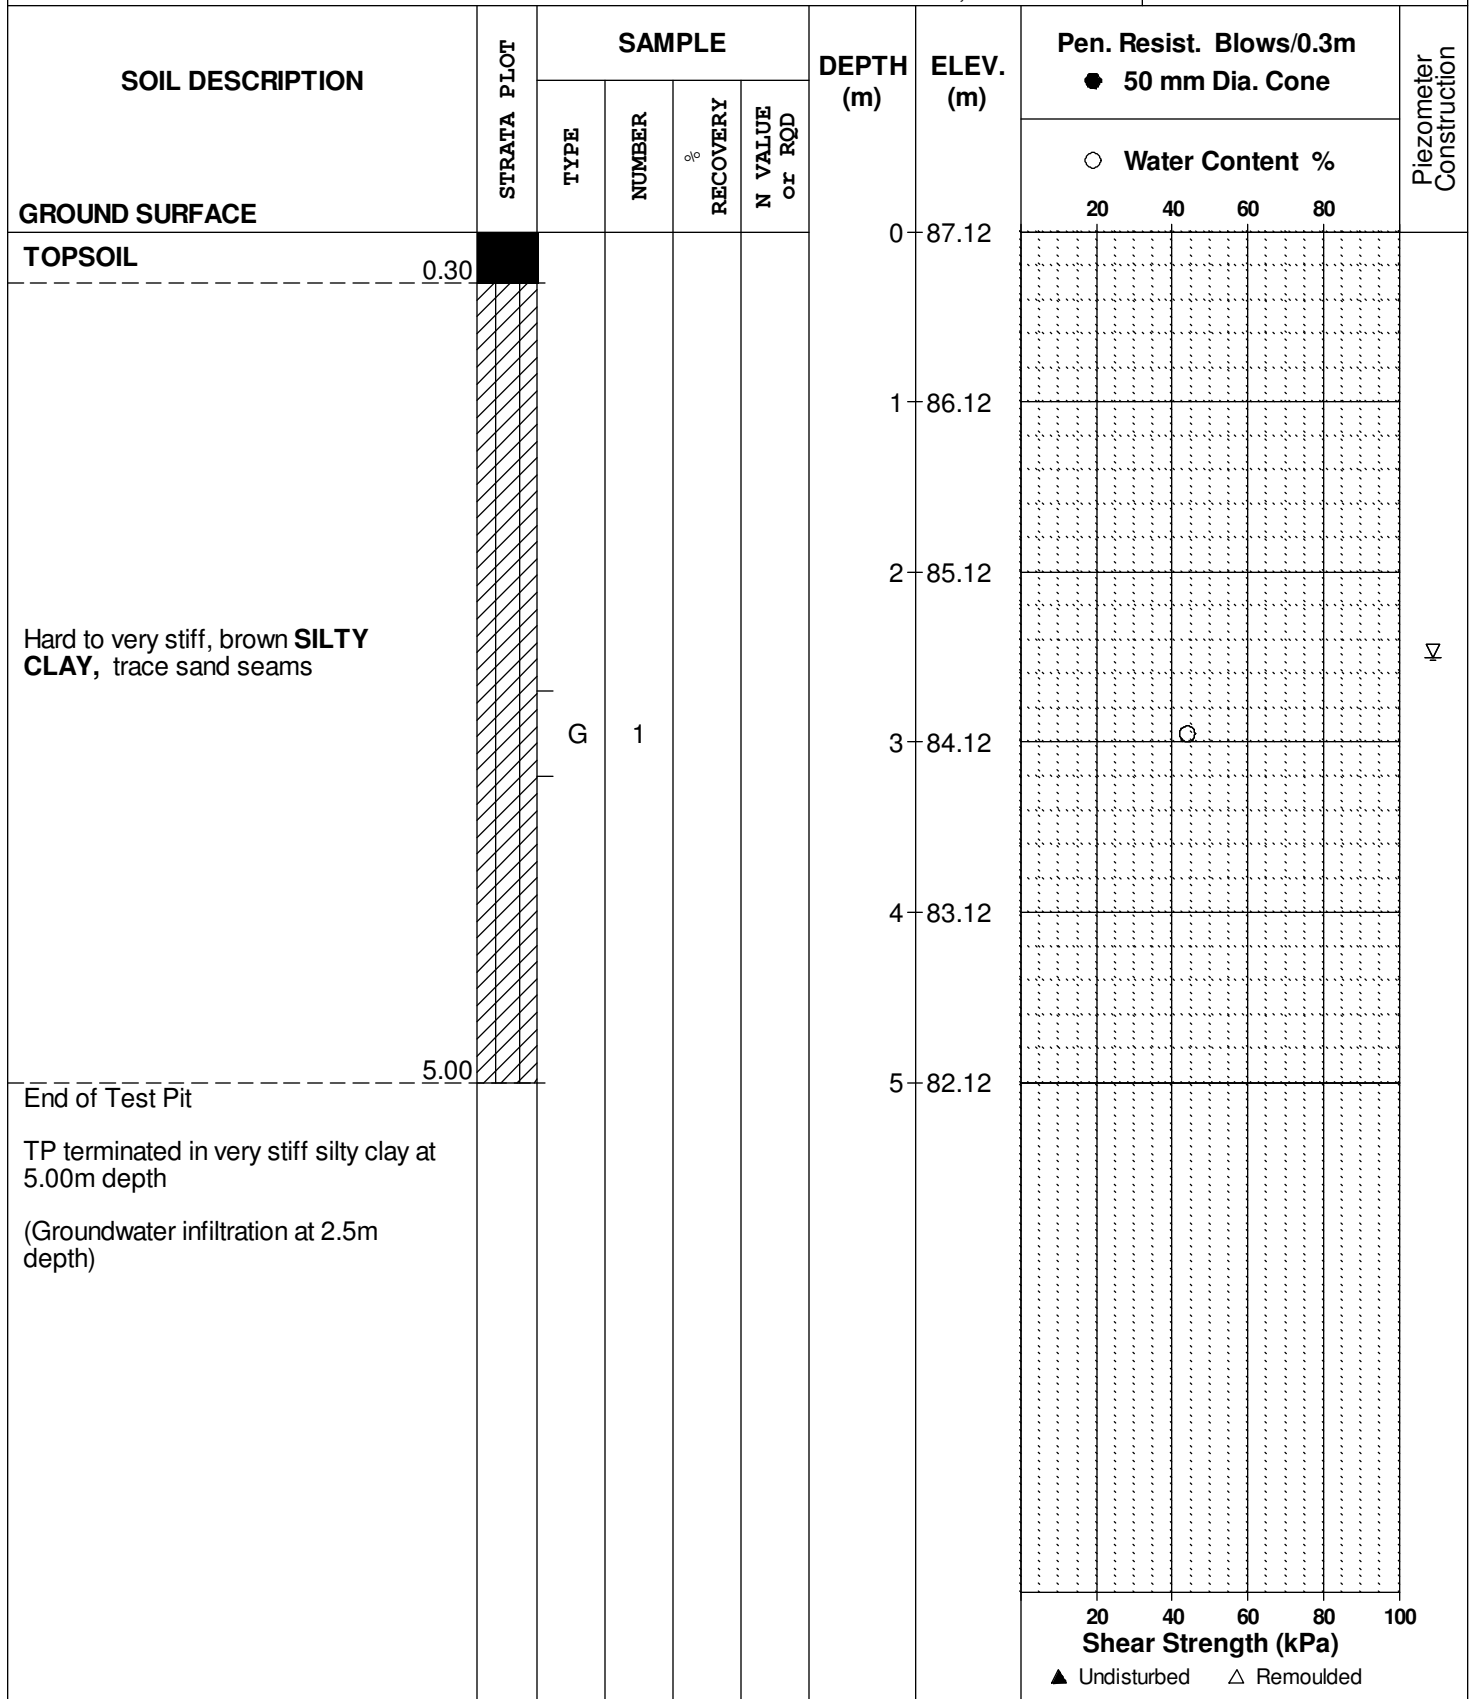 SOIL DESCRIPTION
GROUND SURFACE
STRATA PLOT
SAMPLE
TYPE
NUMBER
%
RECOVERY
N VALUE
or RQD
DEPTH
(m)
ELEV.
(m)
Pen. Resist. Blows/0.3m
● 50 mm Dia. Cone
○ Water Content %
20 40 60 80
Piezometer
Construction
TOPSOIL
0.30
0 87.12
1 86.12
2 85.12
Hard to very stiff, brown SILTY
CLAY, trace sand seams
G 1
3 84.12
4 83.12
5.00
5 82.12
End of Test Pit
TP terminated in very stiff silty clay at
5.00m depth
(Groundwater infiltration at 2.5m
depth)
20 40 60 80 100
Shear Strength (kPa)
▲ Undisturbed △ Remoulded